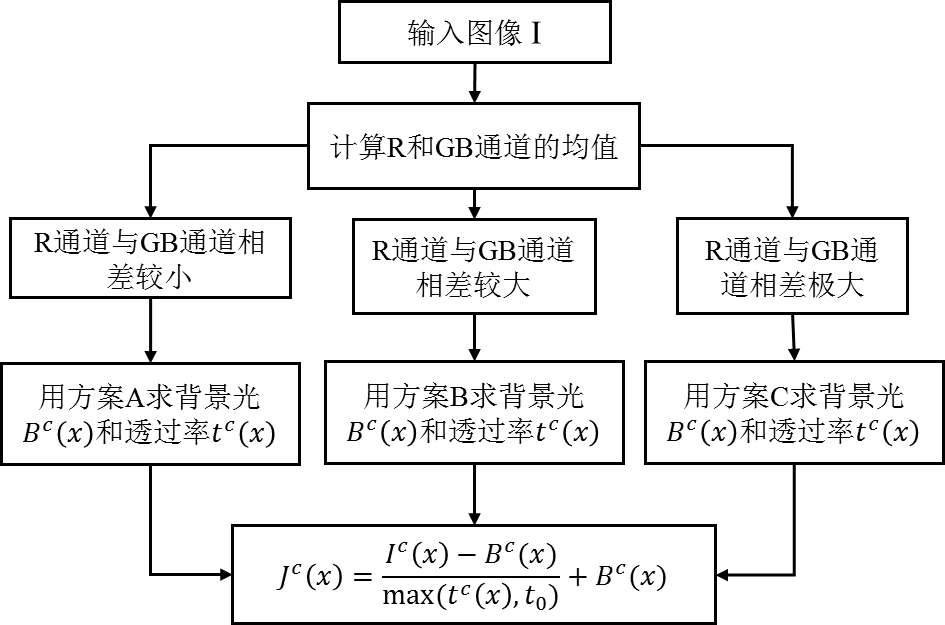 输入图像 I
计算R和GB通道的均值
R通道与GB通道相
差较小
R通道与GB通道
相差较大
R通道与GB通
道相差极大
用方案A求背景光
B^c(x)和透过率t^c(x)
用方案B求背景光
B^c(x)和透过率t^c(x)
用方案C求背景光
B^c(x)和透过率t^c(x)
J^c(x) = \frac{I^c(x) − B^c(x)}{max(t^c(x), t_0)} + B^c(x)